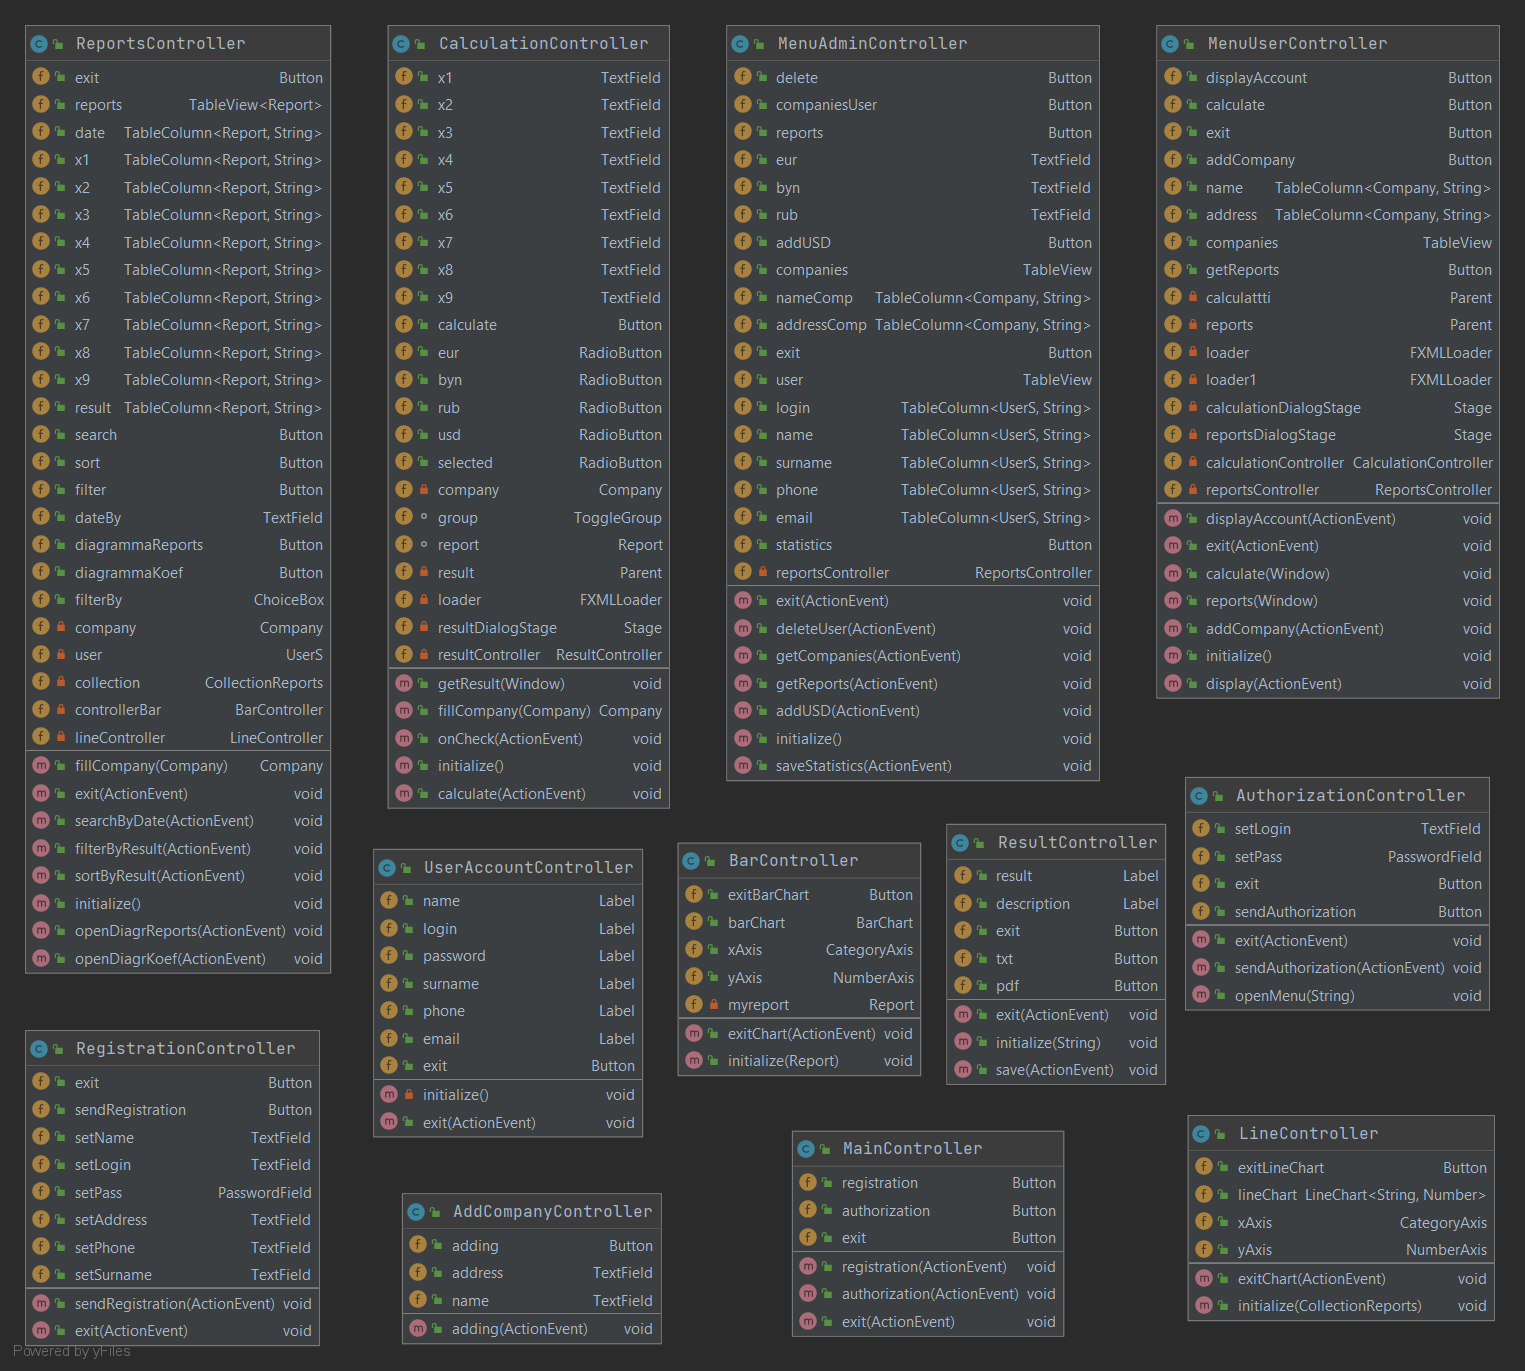 ReportsController
exit Button
reports TableView<Report>
date TableColumn<Report, String>
x1 TableColumn<Report, String>
x2 TableColumn<Report, String>
x3 TableColumn<Report, String>
x4 TableColumn<Report, String>
x5 TableColumn<Report, String>
x6 TableColumn<Report, String>
x7 TableColumn<Report, String>
x8 TableColumn<Report, String>
x9 TableColumn<Report, String>
result TableColumn<Report, String>
search Button
sort Button
filter Button
dateBy TextField
diagrammaReports Button
diagrammaKoef Button
filterBy ChoiceBox
company Company
user UserS
collection CollectionReports
controllerBar BarController
lineController LineController
fillCompany(Company) Company
exit(ActionEvent) void
searchByDate(ActionEvent) void
filterByResult(ActionEvent) void
sortByResult(ActionEvent) void
initialize() void
openDiagrReports(ActionEvent) void
openDiagrKoef(ActionEvent) void
CalculationController
x1 TextField
x2 TextField
x3 TextField
x4 TextField
x5 TextField
x6 TextField
x7 TextField
x8 TextField
x9 TextField
calculate Button
eur RadioButton
byn RadioButton
rub RadioButton
usd RadioButton
selected RadioButton
company Company
group ToggleGroup
report Report
result Parent
loader FXMLLoader
resultDialogStage Stage
resultController ResultController
getResult(Window) void
fillCompany(Company) Company
onCheck(ActionEvent) void
initialize() void
calculate(ActionEvent) void
MenuAdminController
delete Button
companiesUser Button
reports Button
eur TextField
byn TextField
rub TextField
addUSD Button
companies TableView
nameComp TableColumn<Company, String>
addressComp TableColumn<Company, String>
exit Button
user TableView
login TableColumn<UserS, String>
name TableColumn<UserS, String>
surname TableColumn<UserS, String>
phone TableColumn<UserS, String>
email TableColumn<UserS, String>
statistics Button
reportsController ReportsController
exit(ActionEvent) void
deleteUser(ActionEvent) void
getCompanies(ActionEvent) void
getReports(ActionEvent) void
addUSD(ActionEvent) void
initialize() void
saveStatistics(ActionEvent) void
MenuUserController
displayAccount Button
calculate Button
exit Button
addCompany Button
name TableColumn<Company, String>
address TableColumn<Company, String>
companies TableView
getReports Button
calculattti Parent
reports Parent
loader FXMLLoader
loader1 FXMLLoader
calculationDialogStage Stage
reportsDialogStage Stage
calculationController CalculationController
reportsController ReportsController
displayAccount(ActionEvent) void
exit(ActionEvent) void
calculate(Window) void
reports(Window) void
addCompany(ActionEvent) void
initialize() void
display(ActionEvent) void
UserAccountController
name Label
login Label
password Label
surname Label
phone Label
email Label
exit Button
initialize() void
exit(ActionEvent) void
BarController
exitBarChart Button
barChart BarChart
xAxis CategoryAxis
yAxis NumberAxis
myreport Report
exitChart(ActionEvent) void
initialize(Report) void
ResultController
result Label
description Label
exit Button
txt Button
pdf Button
exit(ActionEvent) void
initialize(String) void
save(ActionEvent) void
AuthorizationController
setLogin TextField
setPass PasswordField
exit Button
sendAuthorization Button
exit(ActionEvent) void
sendAuthorization(ActionEvent) void
openMenu(String) void
RegistrationController
exit Button
sendRegistration Button
setName TextField
setLogin TextField
setPass PasswordField
setAddress TextField
setPhone TextField
setSurname TextField
sendRegistration(ActionEvent) void
exit(ActionEvent) void
AddCompanyController
adding Button
address TextField
name TextField
adding(ActionEvent) void
MainController
registration Button
authorization Button
exit Button
registration(ActionEvent) void
authorization(ActionEvent) void
exit(ActionEvent) void
LineController
exitLineChart Button
lineChart LineChart<String, Number>
xAxis CategoryAxis
yAxis NumberAxis
exitChart(ActionEvent) void
initialize(CollectionReports) void
Powered by yFiles